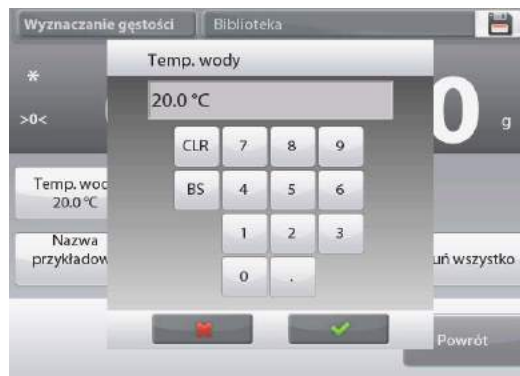 Wyznaczanie gęstości
Biblioteka
Temp. wody
*
20.0 °C
>0<
0
g
CLR 7 8 9
BS 4 5 6
1 2 3
0 .
Temp. wod
20.0 °C
Nazwa
przykładow
uń wszystko
Powrót